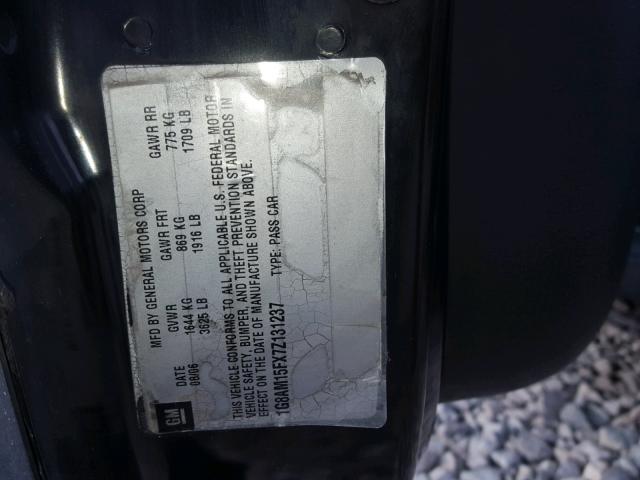 GM
MFD BY GENERAL MOTORS CORP
DATE GVWR GAWR FRT GAWR RR
08/06 1644 KG 869 KG 775 KG
3625 LB 1916 LB 1709 LB
THIS VEHICLE CONFORMS TO ALL APPLICABLE U.S. FEDERAL MOTOR
VEHICLE SAFETY, BUMPER, AND THEFT PREVENTION STANDARDS IN
EFFECT ON THE DATE OF MANUFACTURE SHOWN ABOVE.
1G8AM15FX7Z131237 TYPE: PASS CAR